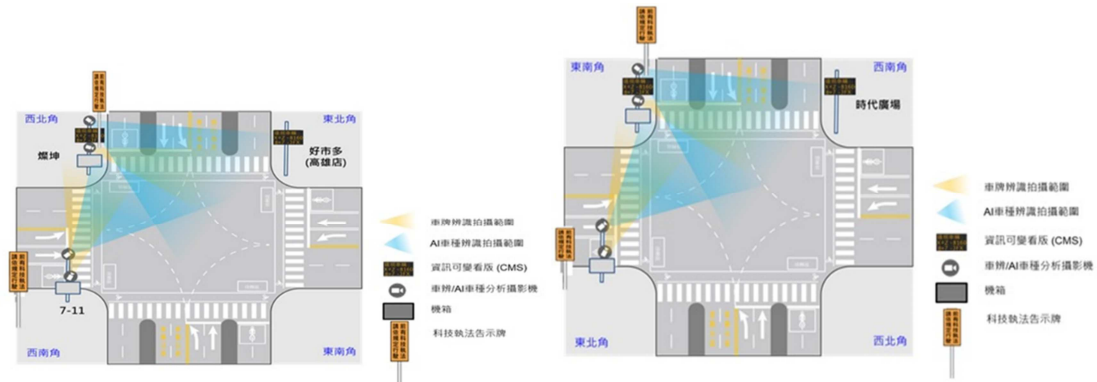 西北角
東北角
燦坤
好市多
(高雄店)
7-11
西南角
東南角
車牌辨識拍攝範圍
AI車種辨識拍攝範圍
資訊可變看版 (CMS)
車辨/AI車種分析攝影機
機箱
科技執法告示牌
東南角
西南角
時代廣場
東北角
西北角
車牌辨識拍攝範圍
AI車種辨識拍攝範圍
資訊可變看版 (CMS)
車辨/AI車種分析攝影機
機箱
科技執法告示牌